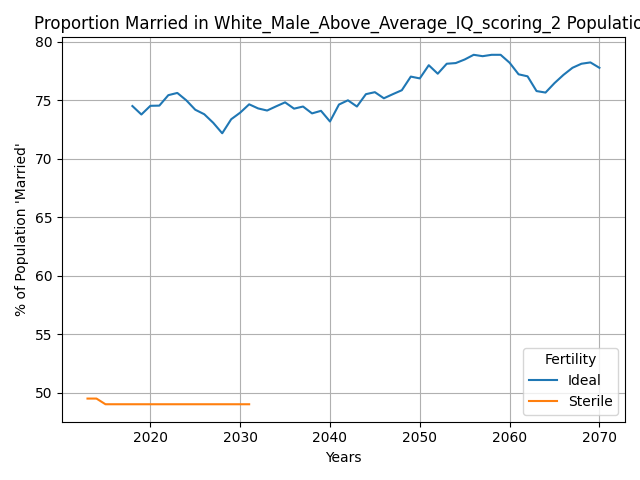 Proportion Married in White_Male_Above_Average_IQ_scoring_2 Populatio
80
75
70
65
60
55
50
% of Population 'Married'
Fertility
Ideal
Sterile
2020 2030 2040 2050 2060 2070
Years